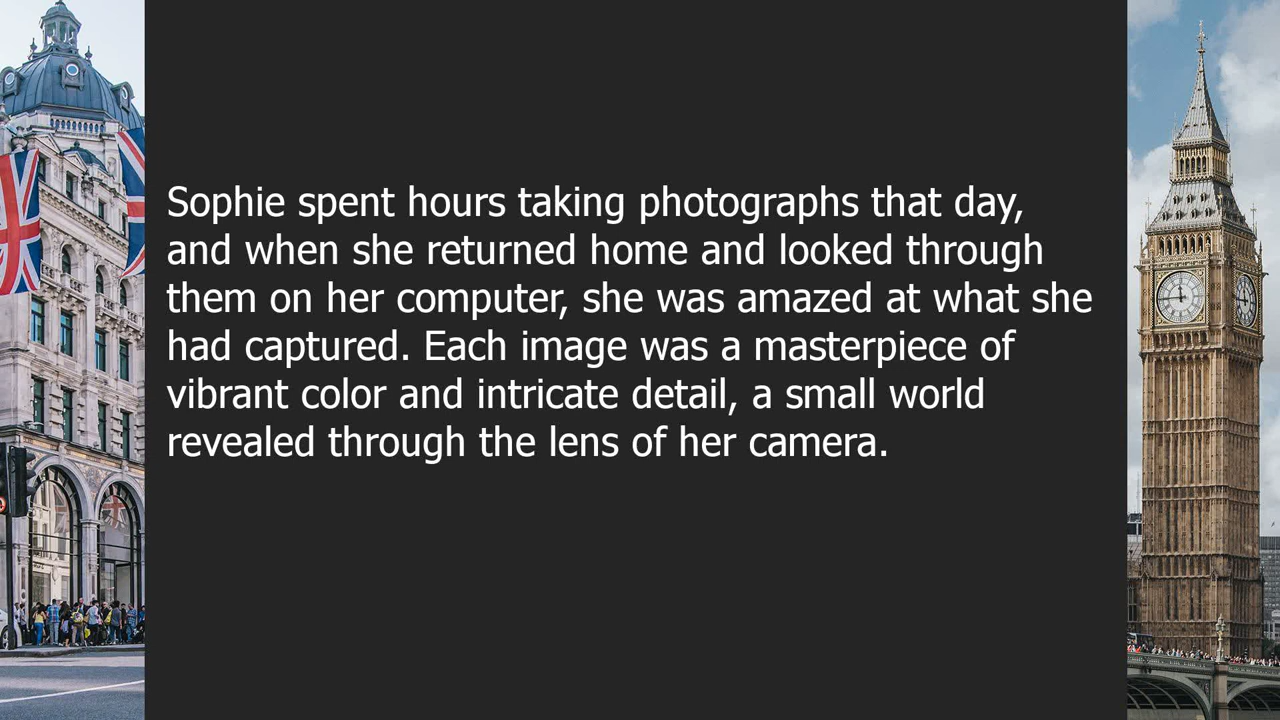 Sophie spent hours taking photographs that day,
and when she returned home and looked through
them on her computer, she was amazed at what she
had captured. Each image was a masterpiece of
vibrant color and intricate detail, a small world
revealed through the lens of her camera.